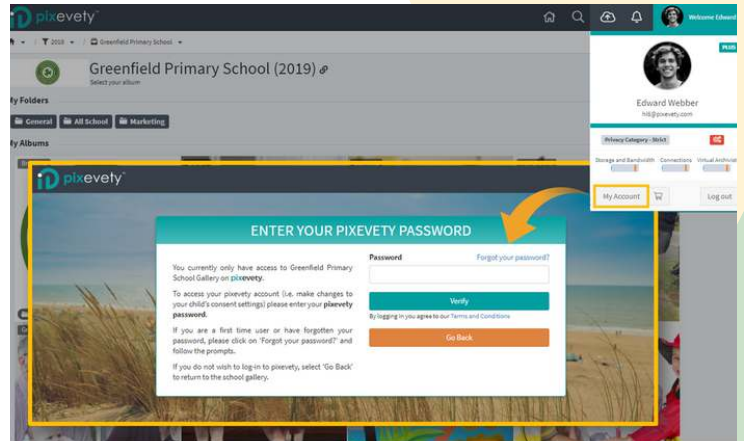 pixevety
Welcome Edward
2018
Greenfield Primary School
Greenfield Primary School (2019)
Select your album
My Folders
General All School Marketing
My Albums
PLUS
Edward Webber
hill@pixevety.com
Privacy Category - Strict
Storage and Bandwidth Connections Virtual Archivist
My Account
Log out
pixevety
ENTER YOUR PIXEVETY PASSWORD
You currently only have access to Greenfield Primary
School Gallery on pixevety.
To access your pixevety account (i.e. make changes to
your child's consent settings) please enter your pixevety
password.
If you are a first time user or have forgotten your
password, please click on 'Forgot your password?' and
follow the prompts.
If you do not wish to log-in to pixevety, select 'Go Back'
to return to the school gallery.
Password Forgot your password?
Verify
By logging in you agree to our Terms and Conditions
Go Back